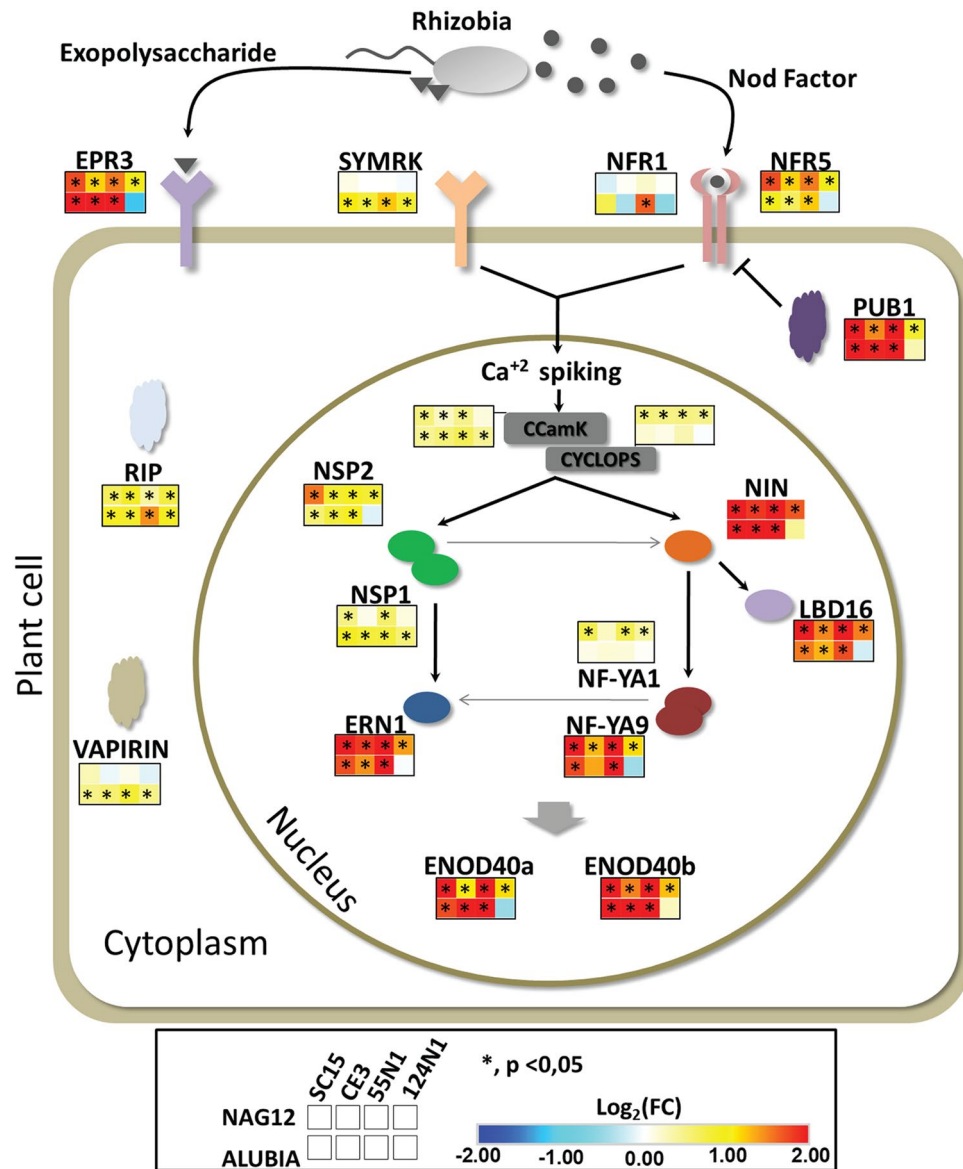 Rhizobia
Exopolysaccharide
Nod Factor
EPR3
SYMRK
NFR1
NFR5
* * * *
* * *
* * * *
*
* * * *
* * *
PUB1
* * * *
* * *
Ca+2 spiking
* * *
* * * *
CCamK
* * * *
CYCLOPS
RIP
* * * *
* * * *
NSP2
* * * *
* * *
NIN
* * * *
* * *
NSP1
* *
* * * *
LBD16
* * * *
* * *
* * *
NF-YA1
ERN1
* * * *
* * *
NF-YA9
* * * *
* * *
VAPIRIN
* * * *
ENOD40a
* * * *
* * *
ENOD40b
* * * *
* * *
Nucleus
Cytoplasm
Plant cell
SC15 CE3 55N1 124N1
*, p <0,05
NAG12
ALUBIA
Log2(FC)
-2.00 -1.00 0.00 1.00 2.00